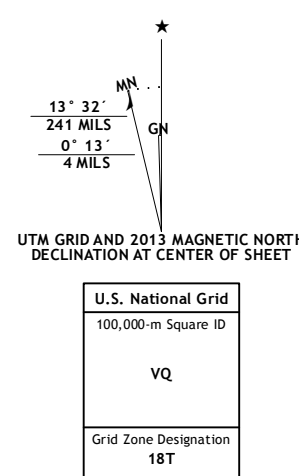 ★
MN
GN
13° 32´
241 MILS
0° 13´
4 MILS
UTM GRID AND 2013 MAGNETIC NORTH
DECLINATION AT CENTER OF SHEET
U.S. National Grid
100,000-m Square ID
VQ
Grid Zone Designation
18T